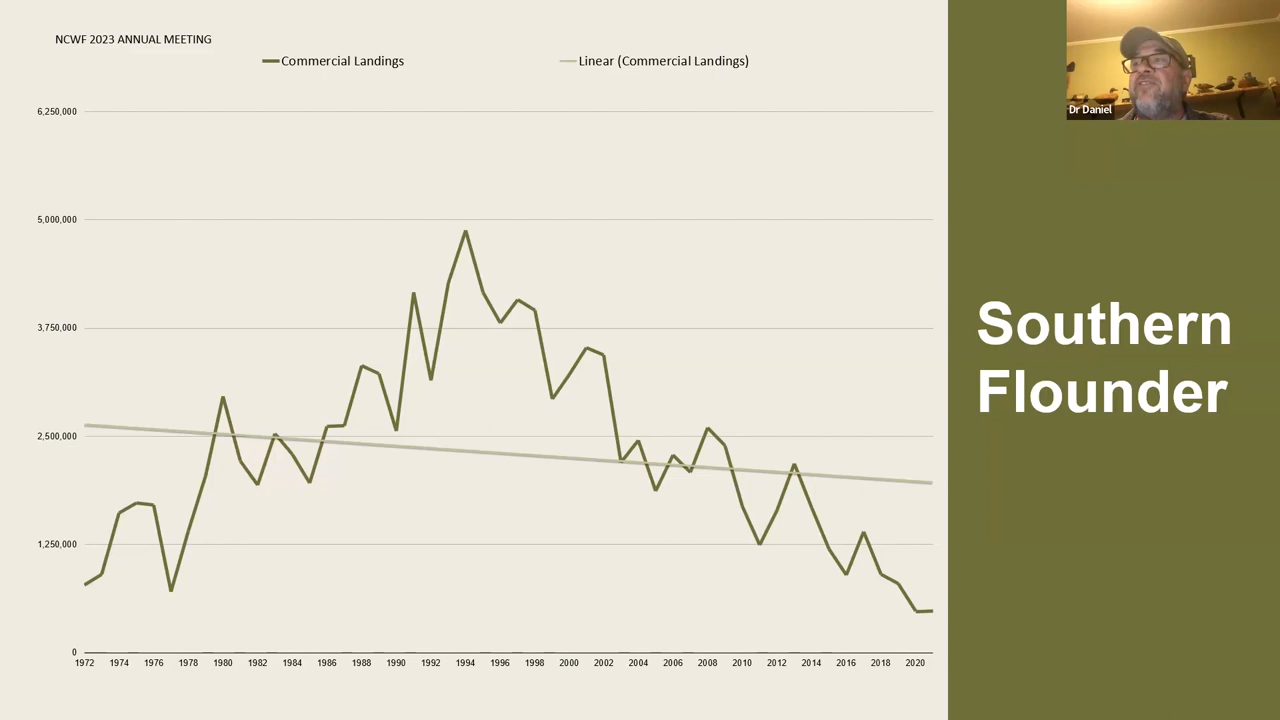 NCWF 2023 ANNUAL MEETING
Commercial Landings
Linear (Commercial Landings)
6,250,000
5,000,000
3,750,000
2,500,000
1,250,000
0
1972 1974 1976 1978 1980 1982 1984 1986 1988 1990 1992 1994 1996 1998 2000 2002 2004 2006 2008 2010 2012 2014 2016 2018 2020
Dr Daniel
Southern
Flounder